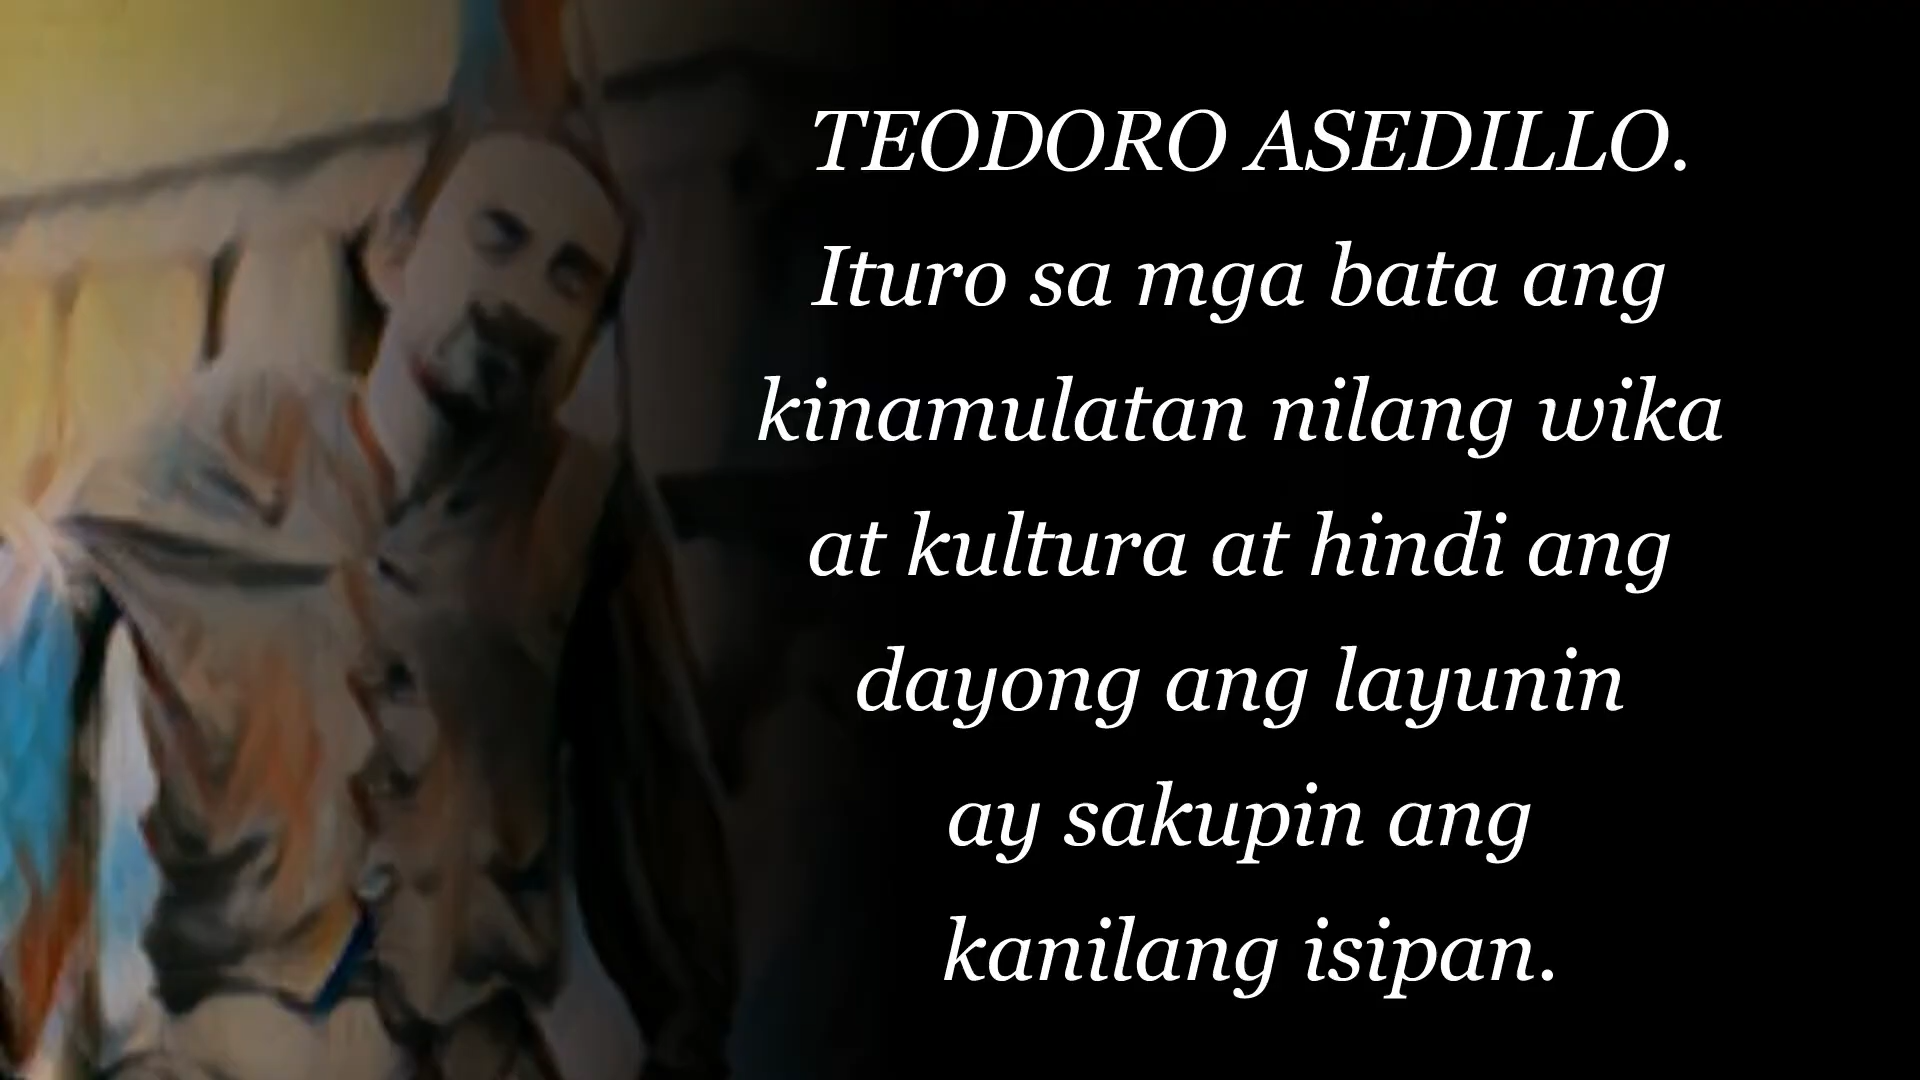 TEODORO ASEDILLO.
Ituro sa mga bata ang
kinamulatan nilang wika
at kultura at hindi ang
dayong ang layunin
ay sakupin ang
kanilang isipan.